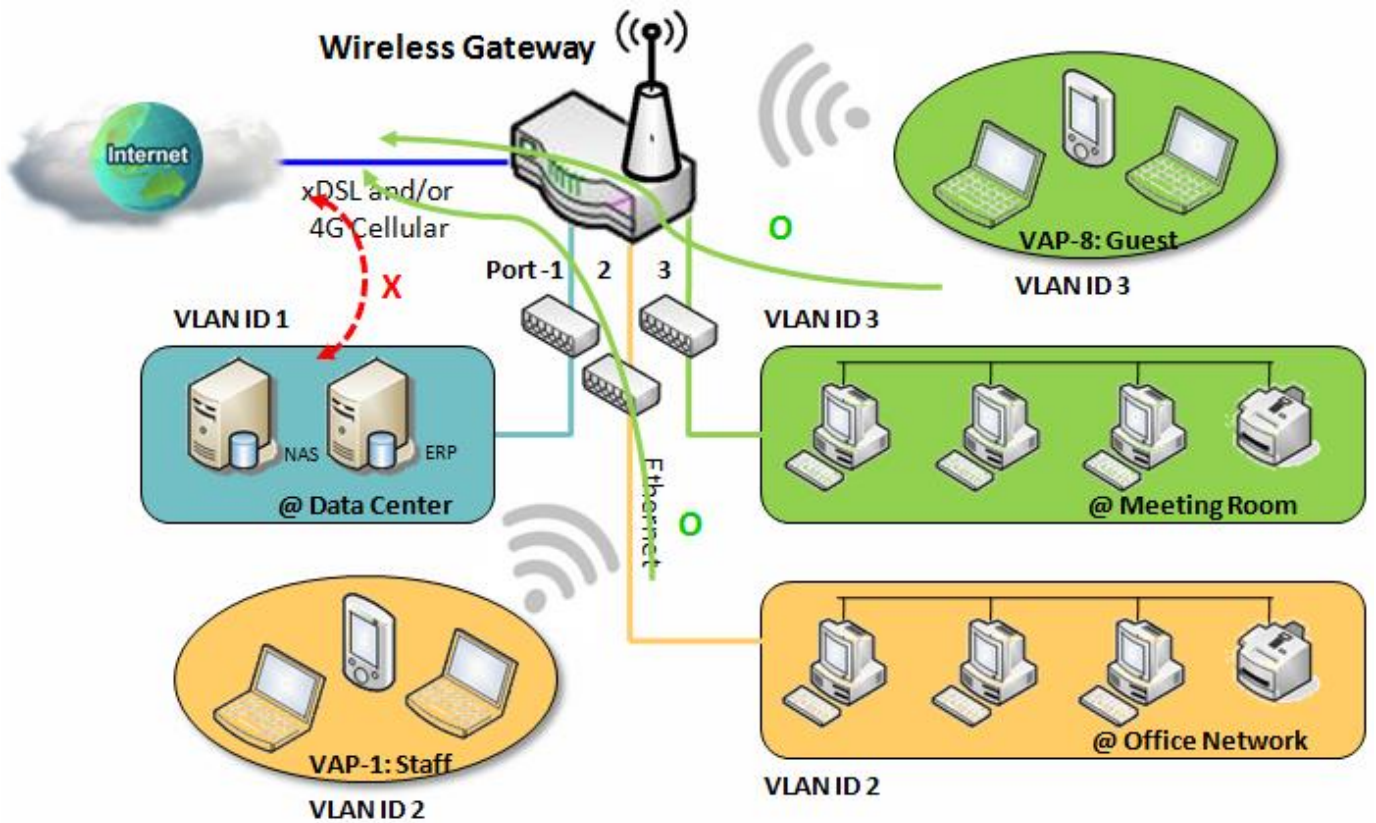 Wireless Gateway
Internet
xDSL and/or
4G Cellular
O
VAP-8: Guest
VLAN ID 3
Port -1
2
3
X
VLAN ID 1
VLAN ID 3
NAS
ERP
@ Data Center
Ethernet
O
@ Meeting Room
VAP-1: Staff
VLAN ID 2
@ Office Network
VLAN ID 2